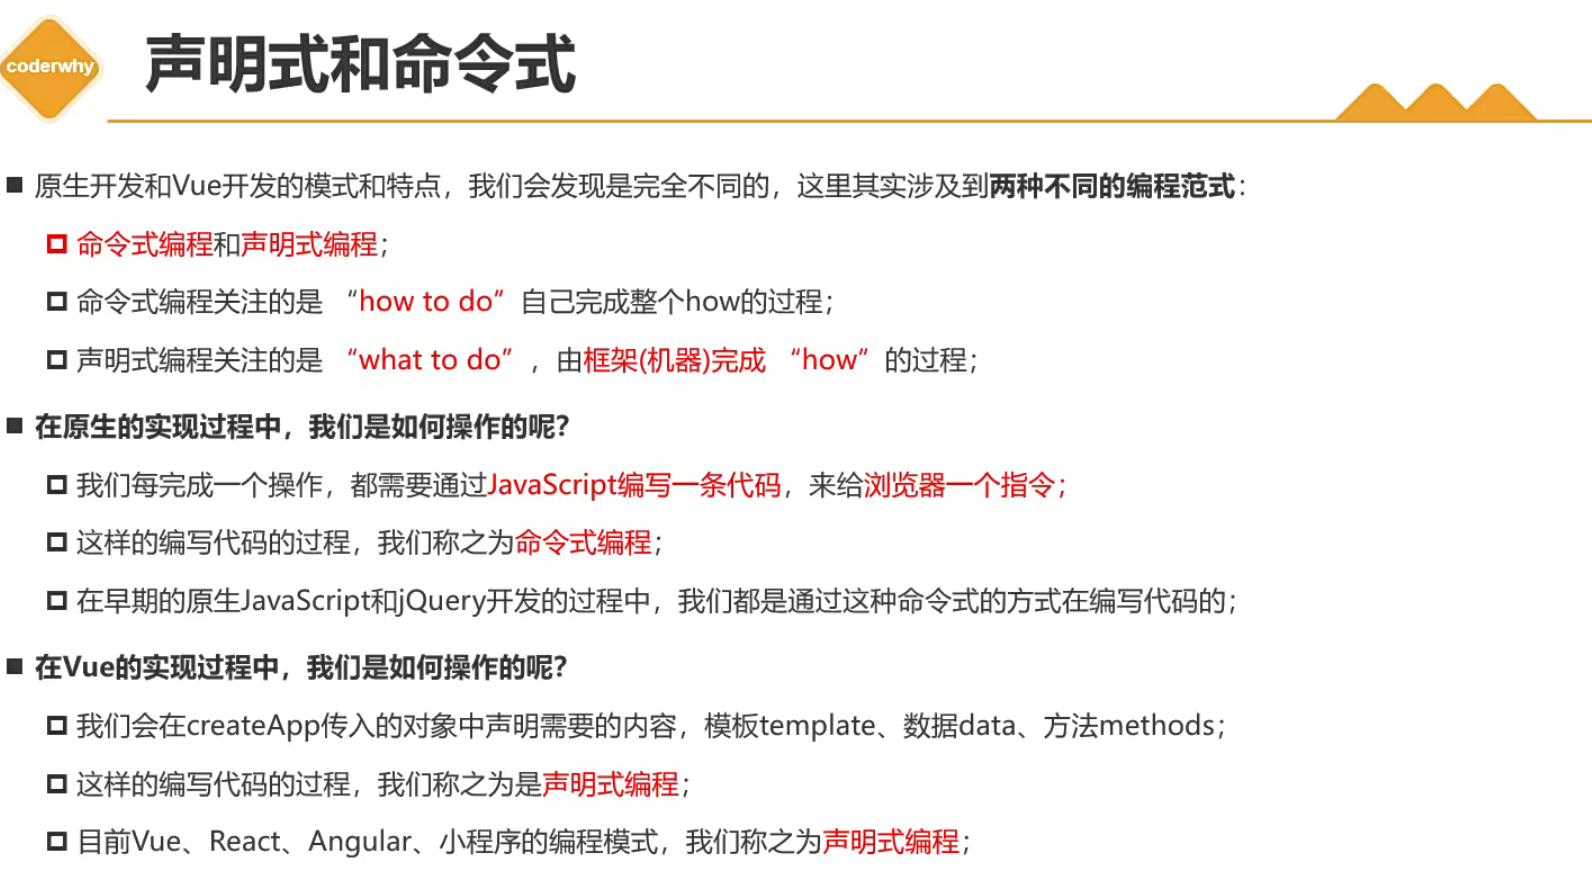 coderwhy
声明式和命令式
原生开发和Vue开发的模式和特点，我们会发现是完全不同的，这里其实涉及到两种不同的编程范式：
命令式编程和声明式编程；
命令式编程关注的是 “how to do”自己完成整个how的过程；
声明式编程关注的是 “what to do”，由框架(机器)完成 “how”的过程；
在原生的实现过程中，我们是如何操作的呢？
我们每完成一个操作，都需要通过JavaScript编写一条代码，来给浏览器一个指令；
这样的编写代码的过程，我们称之为命令式编程；
在早期的原生JavaScript和jQuery开发的过程中，我们都是通过这种命令式的方式在编写代码的；
在Vue的实现过程中，我们是如何操作的呢？
我们会在createApp传入的对象中声明需要的内容，模板template、数据data、方法methods；
这样的编写代码的过程，我们称之为是声明式编程；
目前Vue、React、Angular、小程序的编程模式，我们称之为声明式编程；